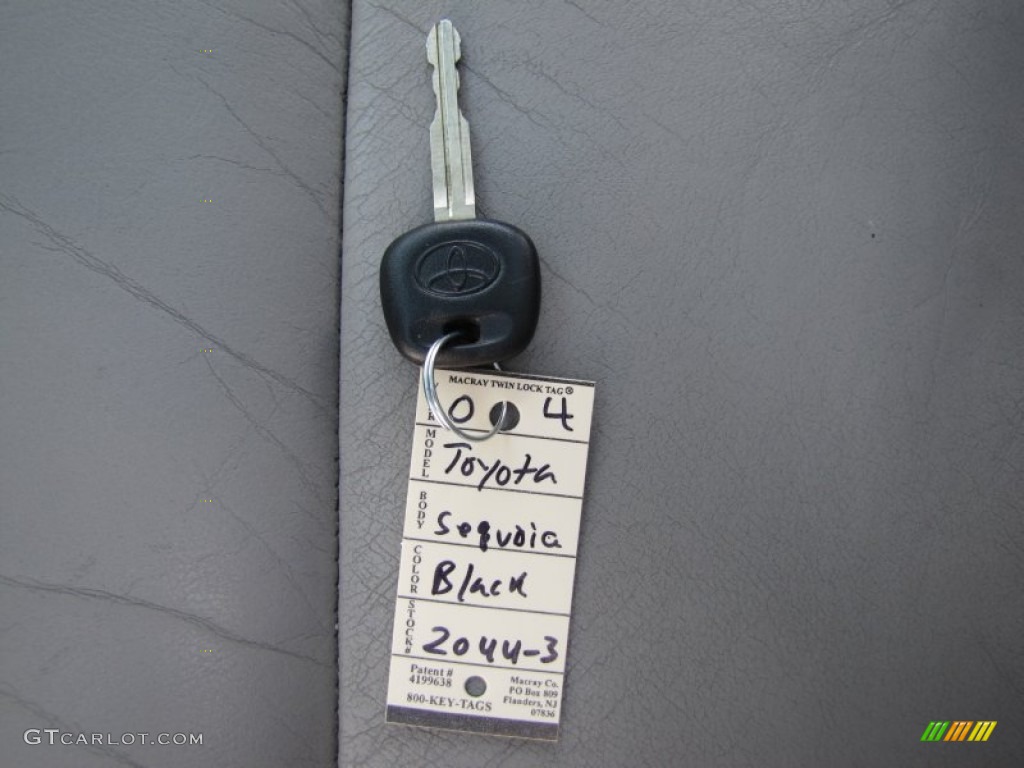 MACRAY TWIN LOCK TAG®
R 0 4
MODEL Toyota
BODY Sequoia
COLOR Black
STOCK# 2044-3
Patent #
4199638
800-KEY-TAGS
Macray Co.
PO Box 809
Flanders, NJ
07836
GTCARLOT.COM